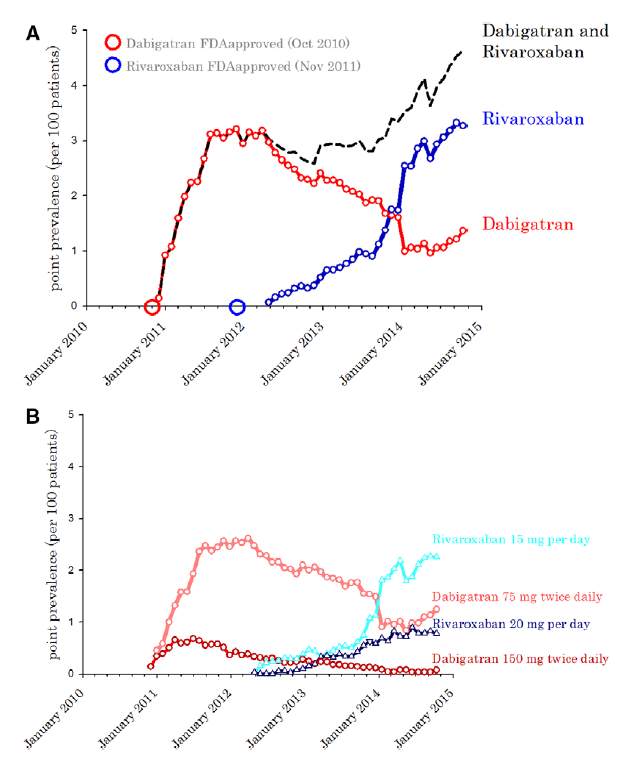 A
Dabigatran FDAapproved (Oct 2010)
Rivaroxaban FDAapproved (Nov 2011)
Dabigatran and
Rivaroxaban
Rivaroxaban
Dabigatran
point prevalence (per 100 patients)
5
4
3
2
1
0
January 2010
January 2011
January 2012
January 2013
January 2014
January 2015
B
point prevalence (per 100 patients)
5
4
3
2
1
0
Rivaroxaban 15 mg per day
Dabigatran 75 mg twice daily
Rivaroxaban 20 mg per day
Dabigatran 150 mg twice daily
January 2010
January 2011
January 2012
January 2013
January 2014
January 2015